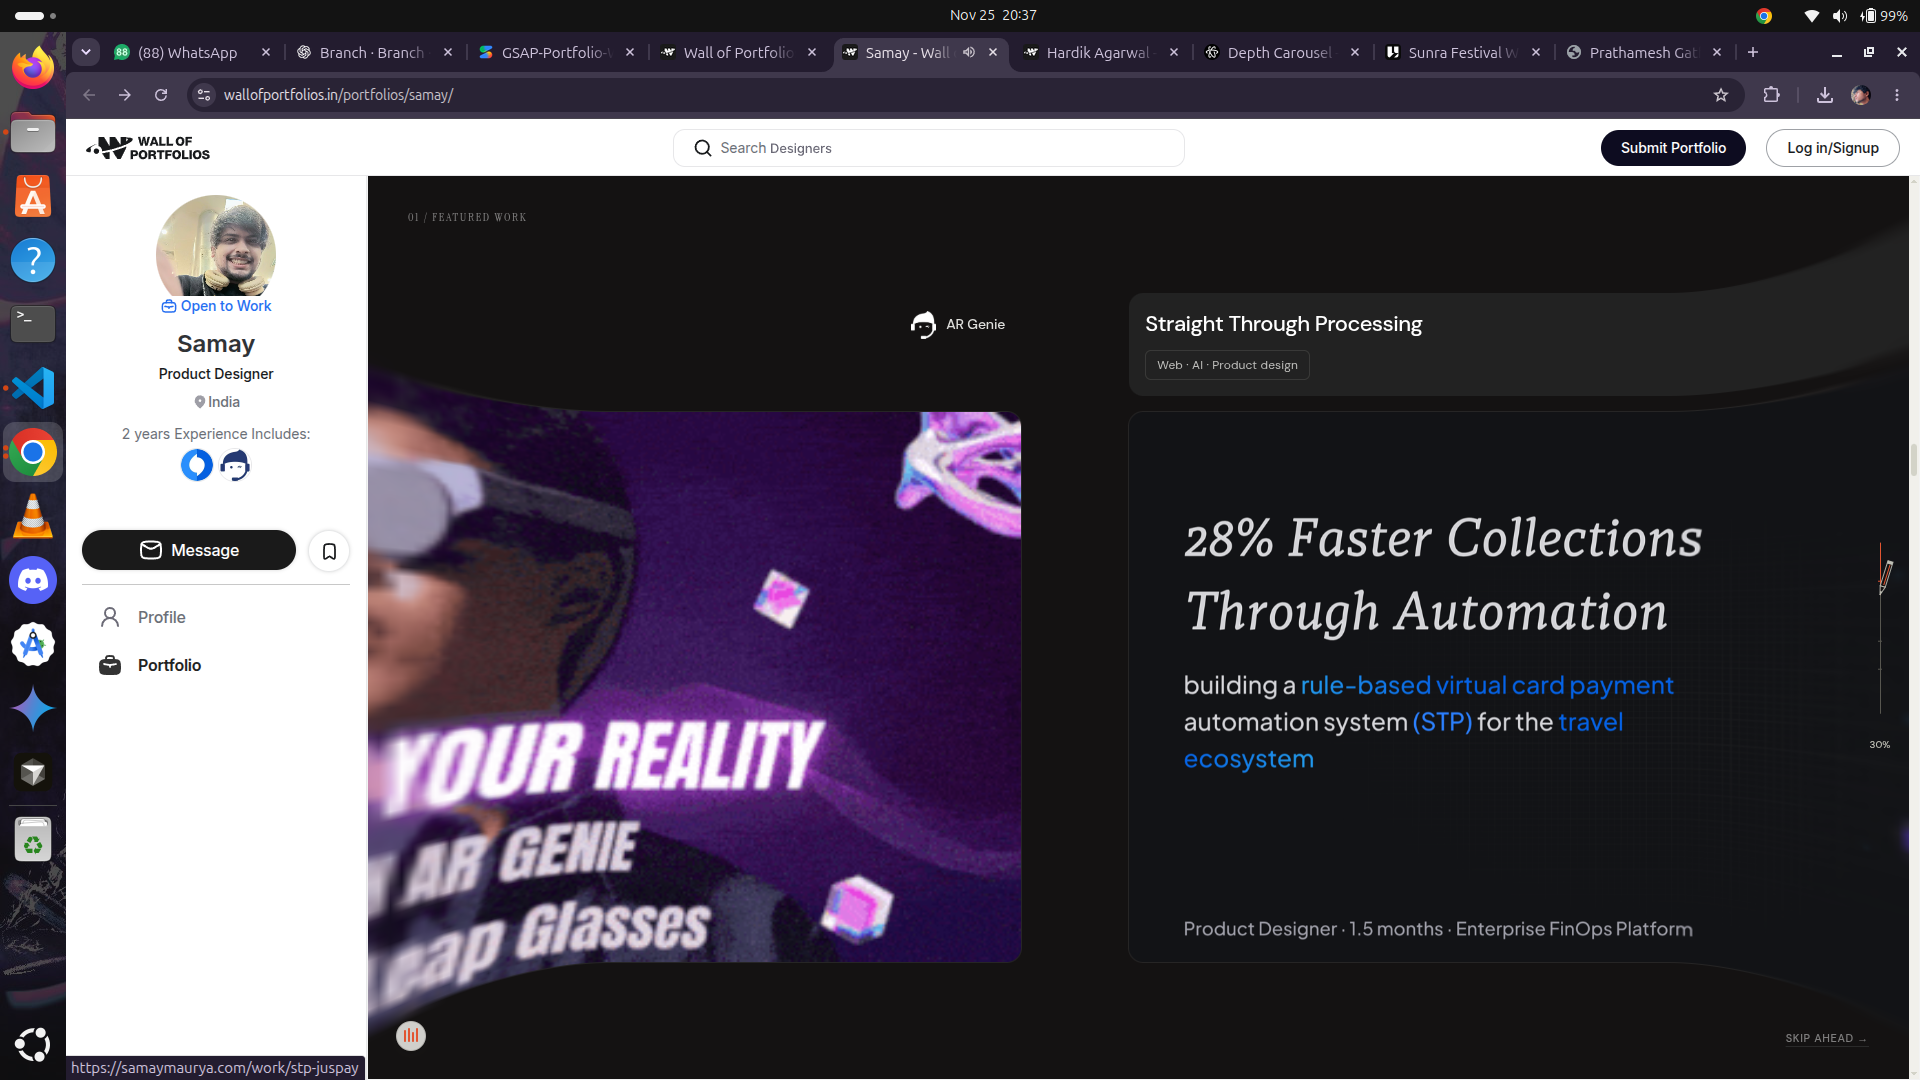 Nov 25 20:37
99%
(88) WhatsApp
Branch · Branch
GSAP-Portfolio-
Wall of Portfolio
Samay - Wall
Hardik Agarwal
Depth Carousel
Sunra Festival W
Prathamesh Gat
wallofportfolios.in/portfolios/samay/
WALL OF
PORTFOLIOS
Search Designers
Submit Portfolio
Log in/Signup
Open to Work
Samay
Product Designer
India
2 years Experience Includes:
Message
Profile
Portfolio
https://samaymaurya.com/work/stp-juspay
01 / FEATURED WORK
AR Genie
YOUR REALITY
AR GENIE
Leap Glasses
Straight Through Processing
Web · AI · Product design
28% Faster Collections
Through Automation
building a rule-based virtual card payment
automation system (STP) for the travel
ecosystem
Product Designer · 1.5 months · Enterprise FinOps Platform
30%
SKIP AHEAD →